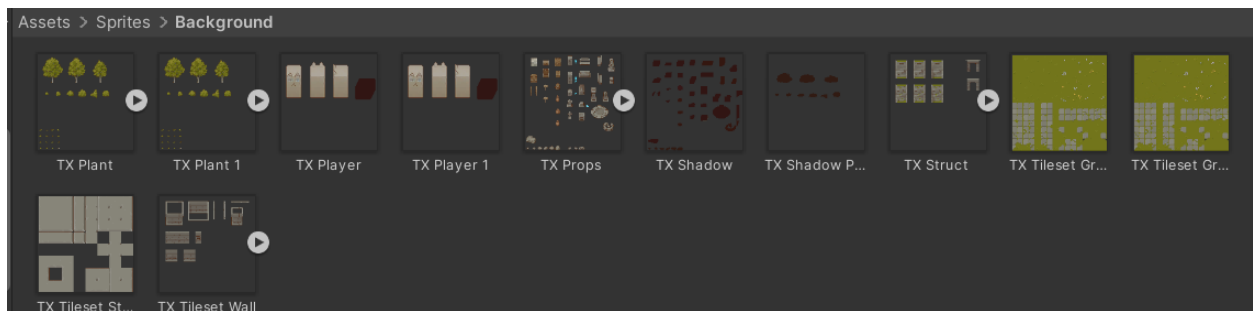 Assets > Sprites > Background
TX Plant TX Plant 1 TX Player TX Player 1 TX Props TX Shadow TX Shadow P... TX Struct TX Tileset Gr... TX Tileset Gr...
TX Tileset St... TX Tileset Wall